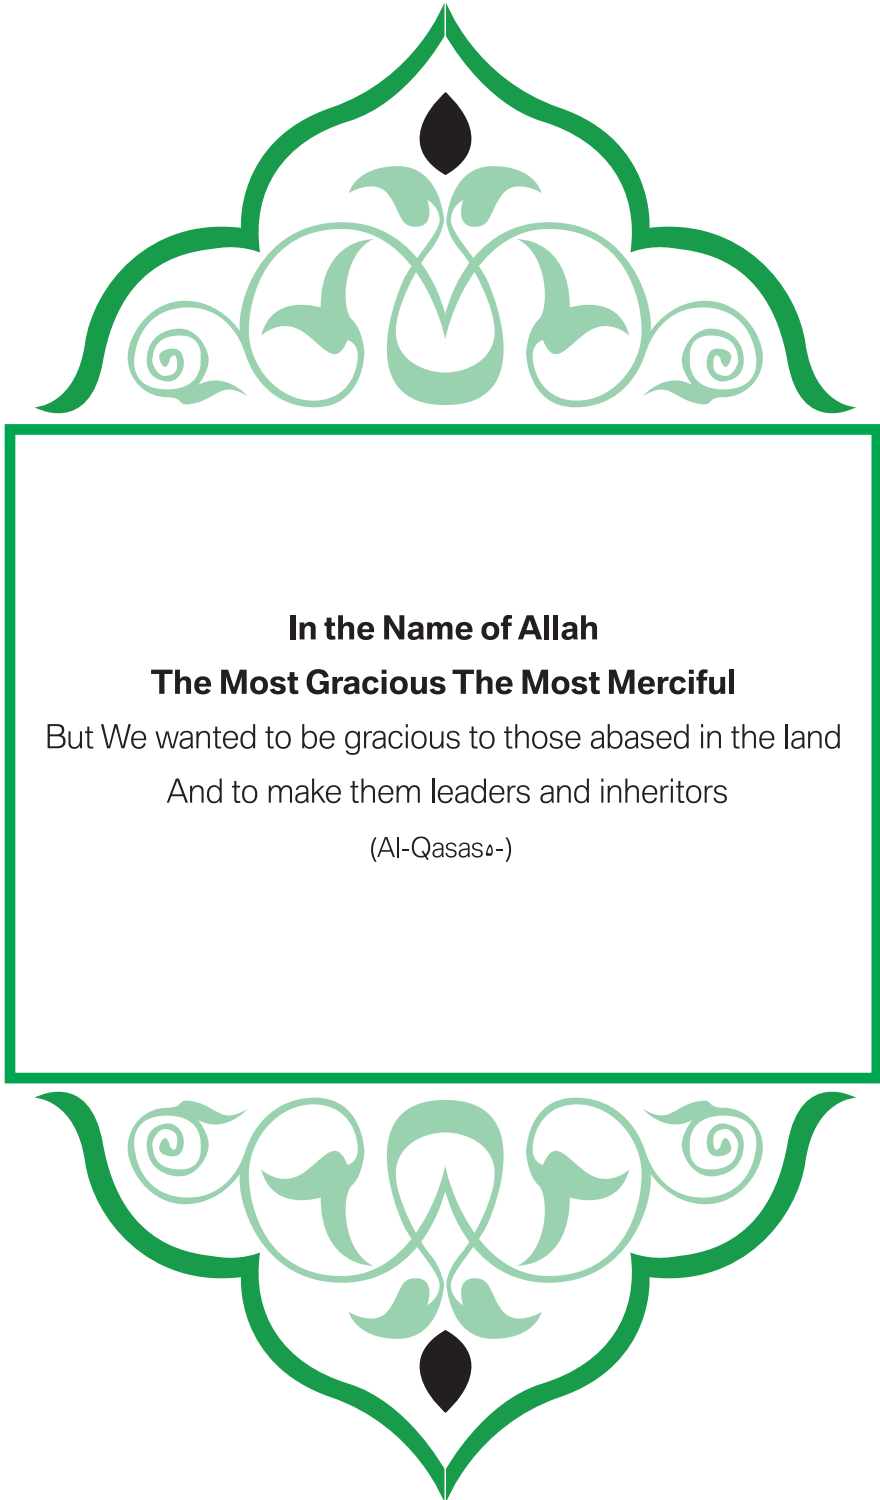 In the Name of Allah
The Most Gracious The Most Merciful
But We wanted to be gracious to those abased in the land
And to make them leaders and inheritors
(Al-Qasas۵-)